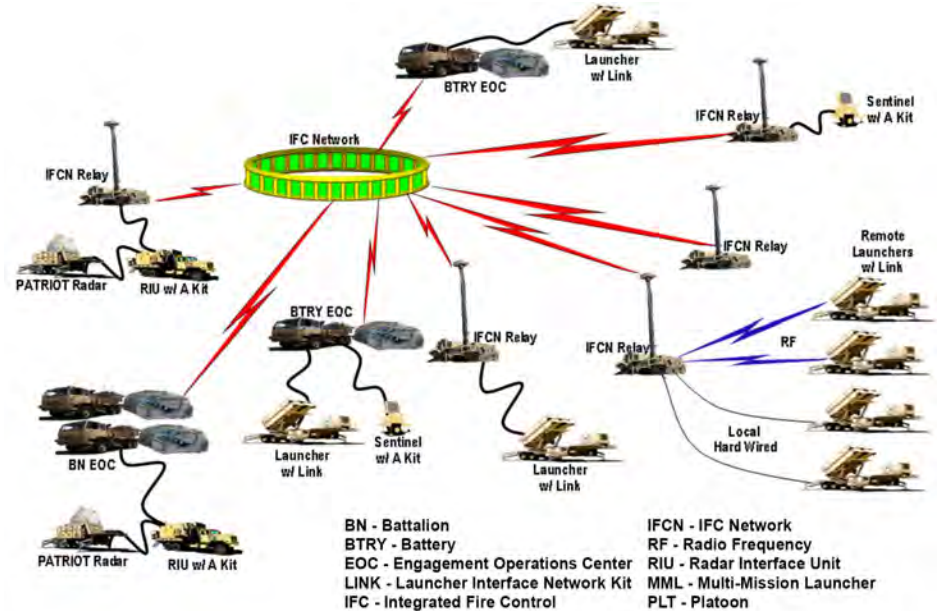 Launcher
w/ Link
BTRY EOC
Sentinel
w/ A Kit
IFCN Relay
IFC Network
IFCN Relay
IFCN Relay
Remote
Launchers
w/ Link
PATRIOT Radar
RIU w/ A Kit
BTRY EOC
IFCN Relay
IFCN Relay
RF
Local
Hard Wired
BN EOC
Launcher
w/ Link
Sentinel
w/ A Kit
Launcher
w/ Link
PATRIOT Radar
RIU w/ A Kit
BN - Battalion
BTRY - Battery
EOC - Engagement Operations Center
LINK - Launcher Interface Network Kit
IFC - Integrated Fire Control
IFCN - IFC Network
RF - Radio Frequency
RIU - Radar Interface Unit
MML - Multi-Mission Launcher
PLT - Platoon